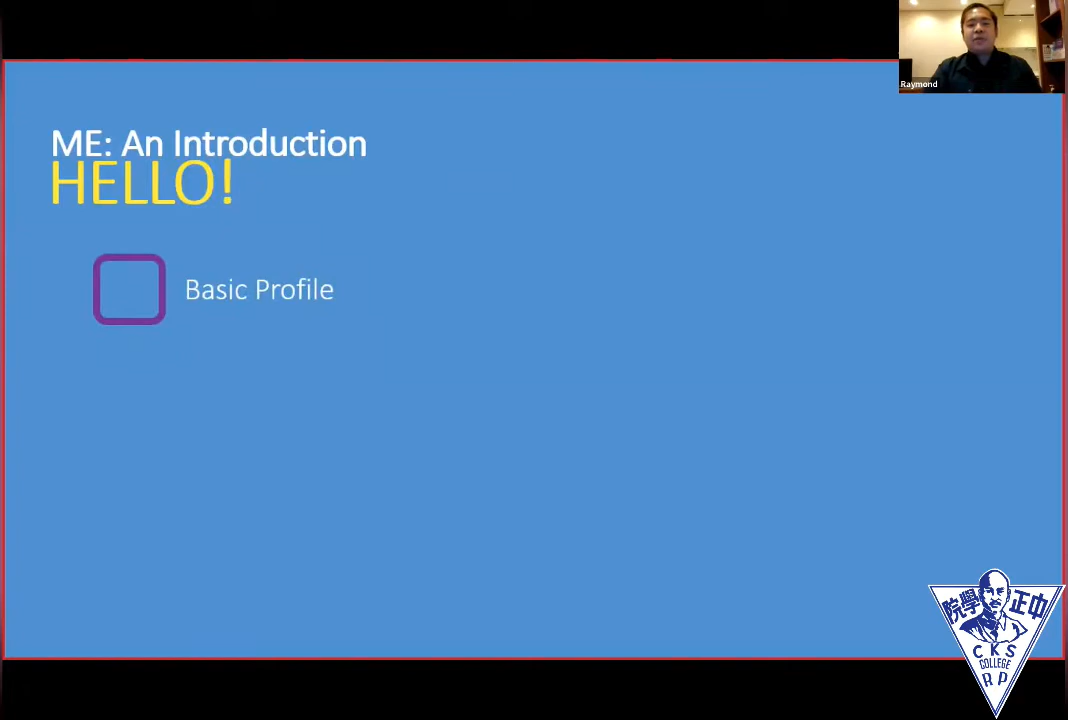 Raymond
ME: An Introduction
HELLO!
Basic Profile
院學 正中
CKS
COLLEGE
RP